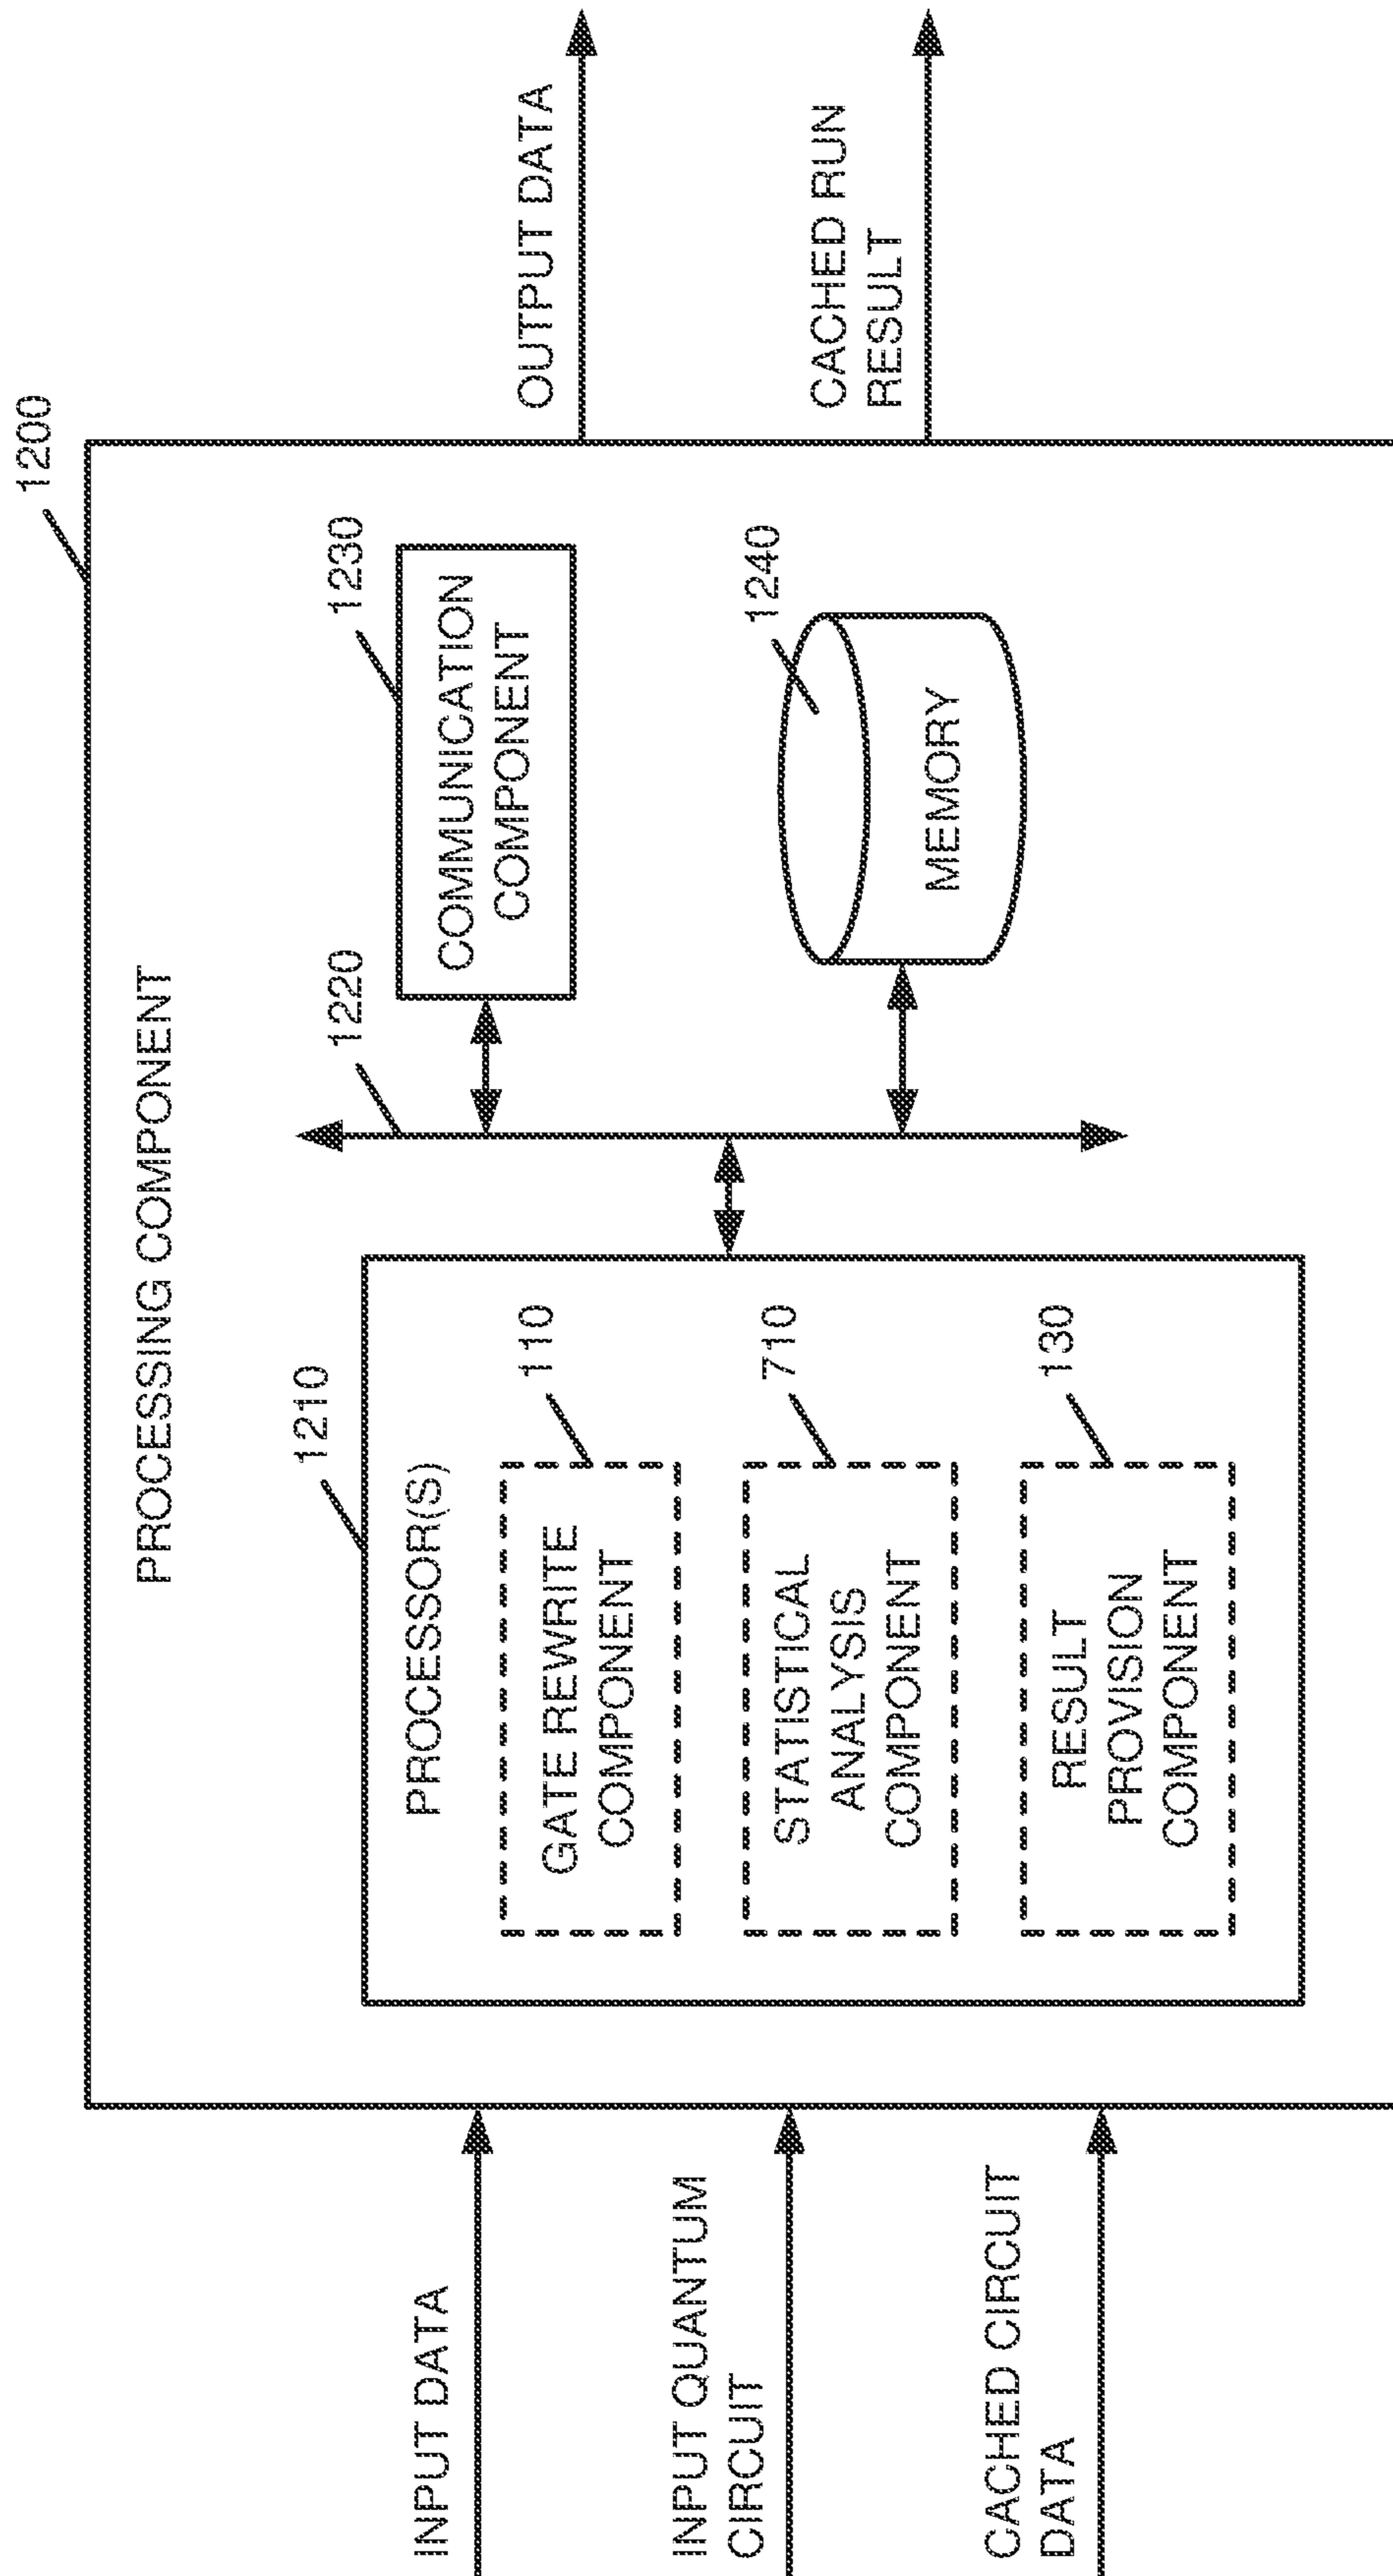 1200
PROCESSING COMPONENT
1210
PROCESSOR(S)
GATE REWRITE
COMPONENT
110
STATISTICAL
ANALYSIS
COMPONENT
710
RESULT
PROVISION
COMPONENT
130
1220
1230
COMMUNICATION
COMPONENT
1240
MEMORY
INPUT DATA
INPUT QUANTUM
CIRCUIT
CACHED CIRCUIT
DATA
OUTPUT DATA
CACHED RUN
RESULT